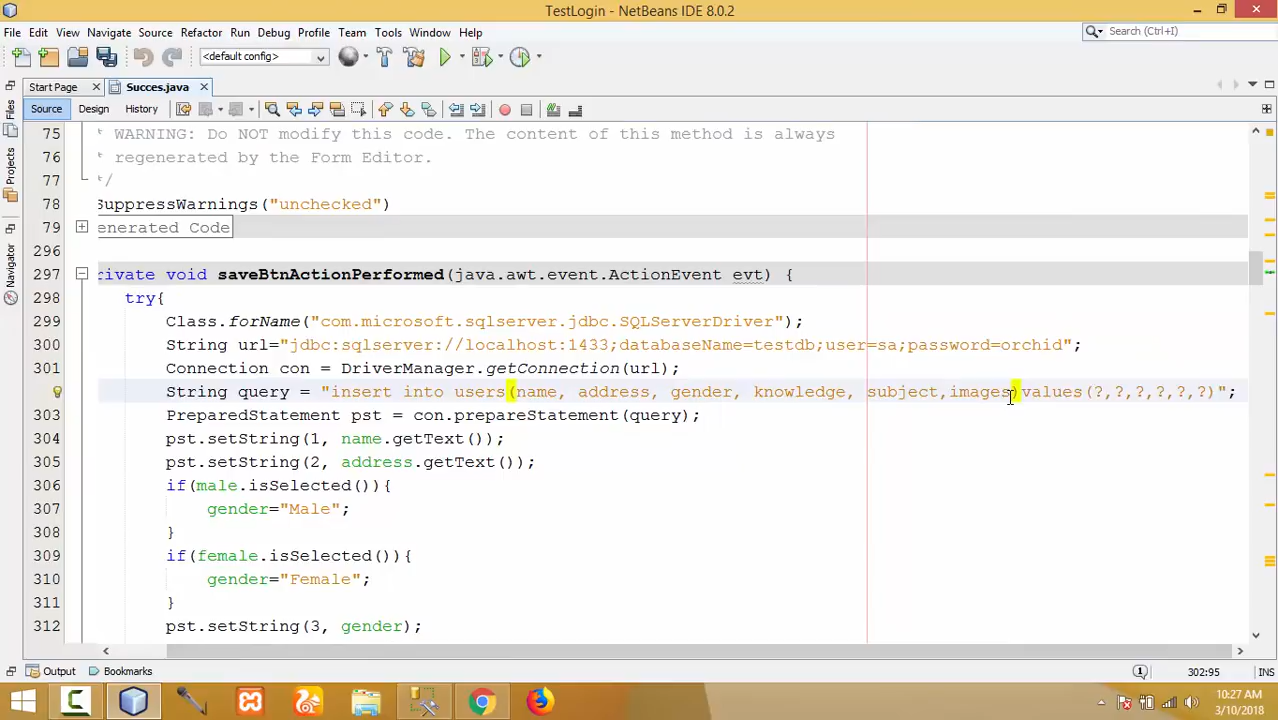 TestLogin - NetBeans IDE 8.0.2
File Edit View Navigate Source Refactor Run Debug Profile Team Tools Window Help
Search (Ctrl+I)
<default config>
Start Page
Succes.java
Source Design History
Files
Projects
Navigator
75 * WARNING: Do NOT modify this code. The content of this method is always
76 * regenerated by the Form Editor.
77 */
78 SuppressWarnings("unchecked")
79 enerated Code
296
297 rivate void saveBtnActionPerformed(java.awt.event.ActionEvent evt) {
298 try{
299 Class.forName("com.microsoft.sqlserver.jdbc.SQLServerDriver");
300 String url="jdbc:sqlserver://localhost:1433;databaseName=testdb;user=sa;password=orchid";
301 Connection con = DriverManager.getConnection(url);
String query = "insert into users(name, address, gender, knowledge, subject,images)values(?,?,?,?,?,?)";
303 PreparedStatement pst = con.prepareStatement(query);
304 pst.setString(1, name.getText());
305 pst.setString(2, address.getText());
306 if(male.isSelected()){
307 gender="Male";
308 }
309 if(female.isSelected()){
310 gender="Female";
311 }
312 pst.setString(3, gender);
Output
Bookmarks
302:95
INS
10:27 AM
3/10/2018